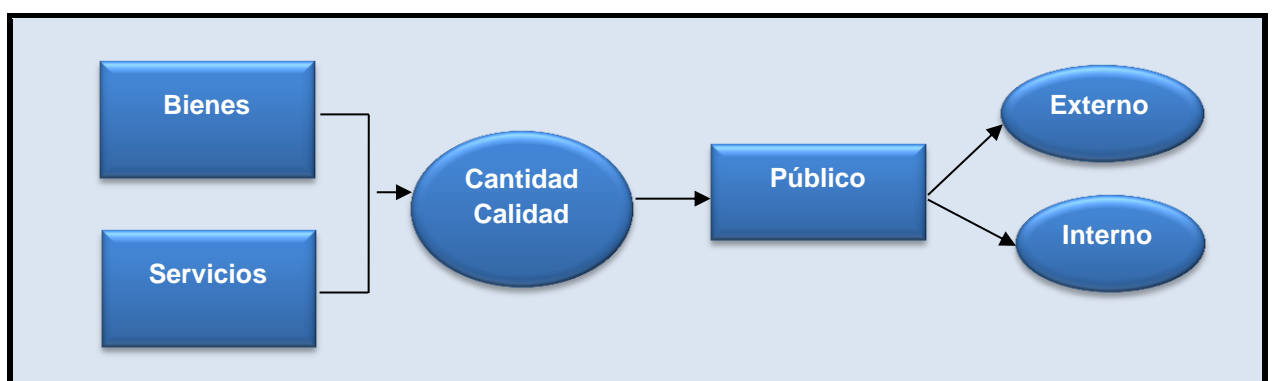 Bienes
Servicios
Cantidad
Calidad
Público
Externo
Interno